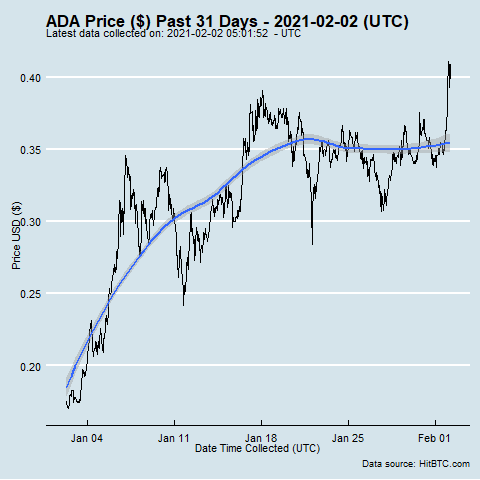 ADA Price ($) Past 31 Days - 2021-02-02 (UTC)
Latest data collected on: 2021-02-02 05:01:52 - UTC
0.40
0.35
0.30
0.25
0.20
Price USD ($)
Jan 04 Jan 11 Jan 18 Jan 25 Feb 01
Date Time Collected (UTC)
Data source: HitBTC.com